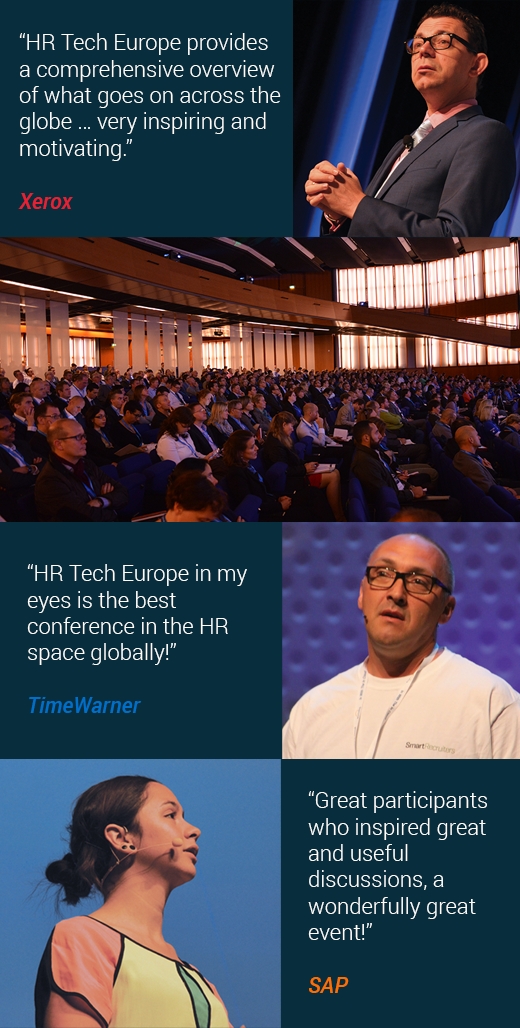 “HR Tech Europe provides
a comprehensive overview
of what goes on across the
globe ... very inspiring and
motivating.”
Xerox
“HR Tech Europe in my
eyes is the best
conference in the HR
space globally!”
TimeWarner
SmartRecruiters
“Great participants
who inspired great
and useful
discussions, a
wonderfully great
event!”
SAP